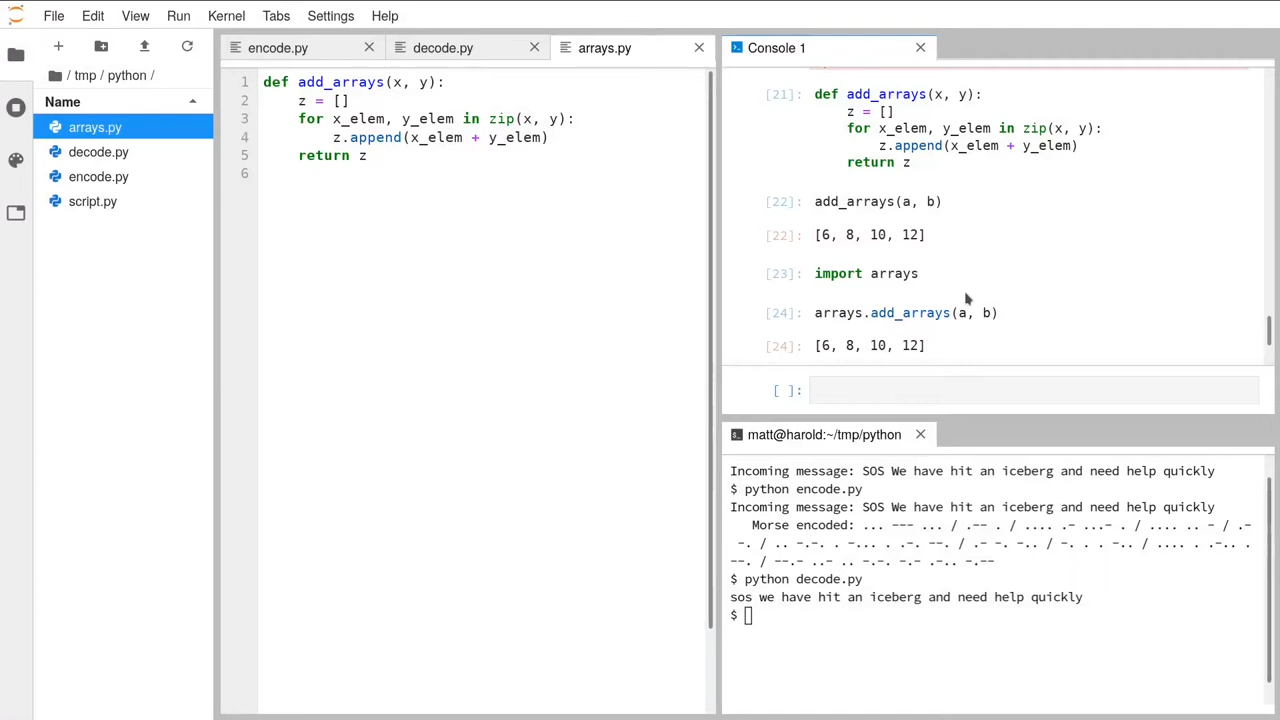 File Edit View Run Kernel Tabs Settings Help
/ tmp / python /
Name
arrays.py
decode.py
encode.py
script.py
encode.py
decode.py
arrays.py
1 def add_arrays(x, y):
2     z = []
3     for x_elem, y_elem in zip(x, y):
4         z.append(x_elem + y_elem)
5     return z
6
Console 1
[21]: def add_arrays(x, y):
    z = []
    for x_elem, y_elem in zip(x, y):
        z.append(x_elem + y_elem)
    return z
[22]: add_arrays(a, b)
[22]: [6, 8, 10, 12]
[23]: import arrays
[24]: arrays.add_arrays(a, b)
[24]: [6, 8, 10, 12]
[ ]:
matt@harold:~/tmp/python
Incoming message: SOS We have hit an iceberg and need help quickly
$ python encode.py
Incoming message: SOS We have hit an iceberg and need help quickly
   Morse encoded: ... --- ... / .-- . / .... .- ...- . / .... .. - / .-
-. / .. -.-. . -... . .-. --. / .- -. -.. / -. . . -.. / .... . .-.. .
--. / --.- ..- .. -.-. -.- .-.. -.--
$ python decode.py
sos we have hit an iceberg and need help quickly
$